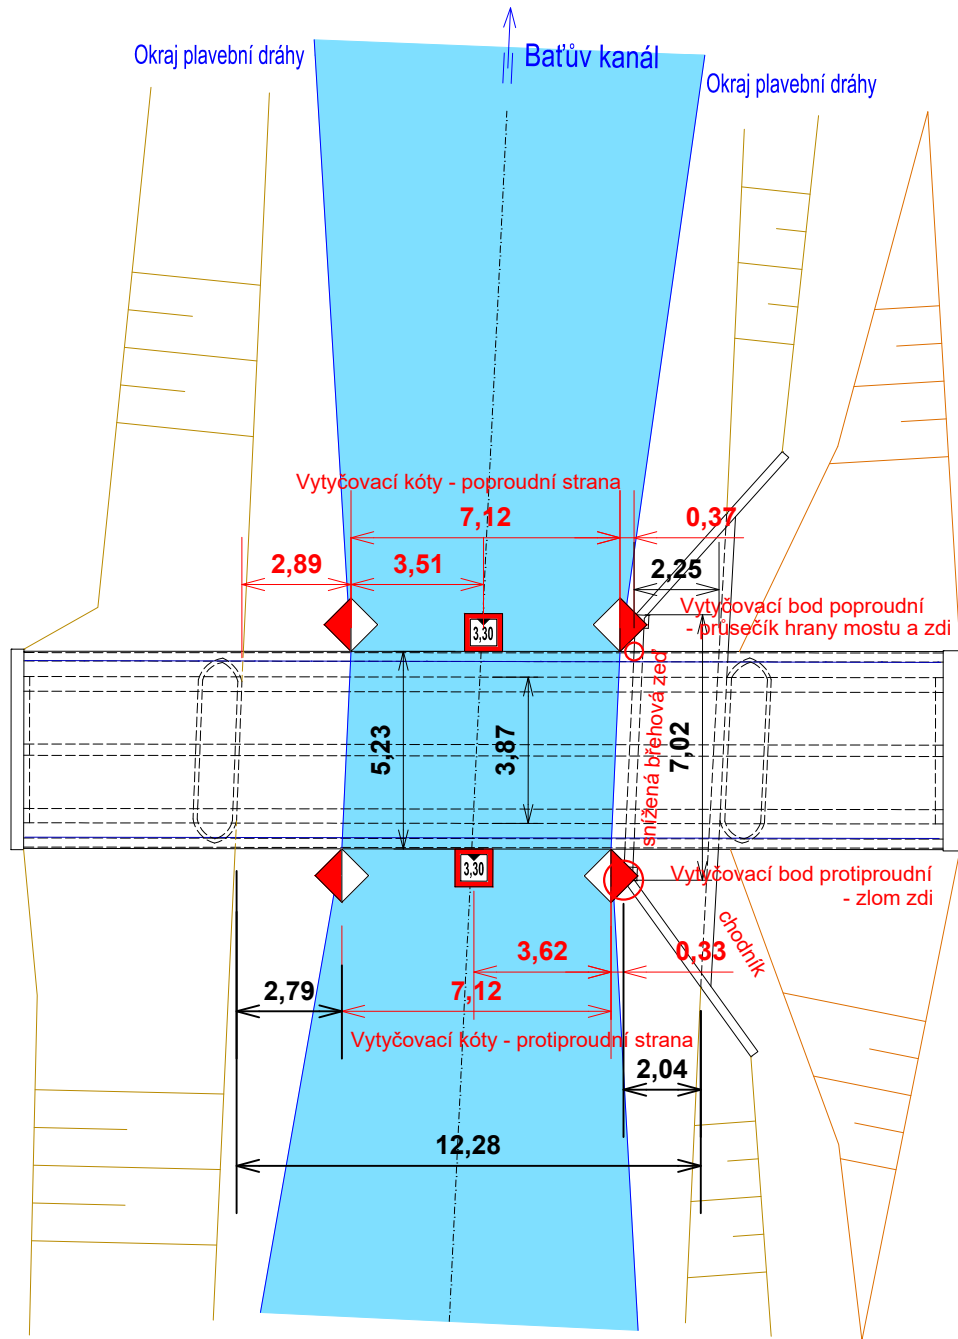 Okraj plavební dráhy
Baťův kanál
Okraj plavební dráhy
Vytyčovací kóty - poproudní strana
7,12
0,37
2,89
3,51
2,25
Vytyčovací bod poproudní
- průsečík hrany mostu a zdi
3,30
5,23
3,87
snížená břehová zeď
7,02
3,30
Vytyčovací bod protiproudní
- zlom zdi
chodník
3,62
0,33
2,79
7,12
Vytyčovací kóty - protiproudní strana
2,04
12,28